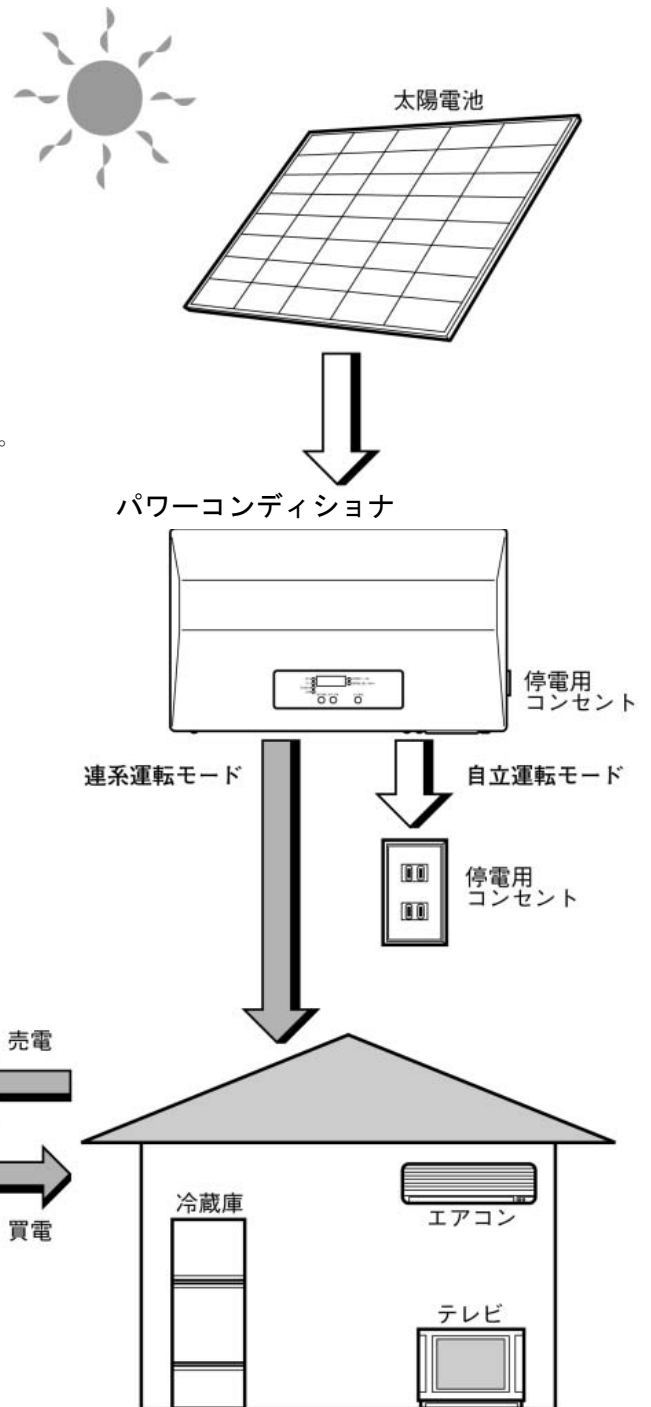 太陽電池
。
パワーコンディショナ
停電用
コンセント
連系運転モード
自立運転モード
停電用
コンセント
売電
買電
冷蔵庫
エアコン
テレビ